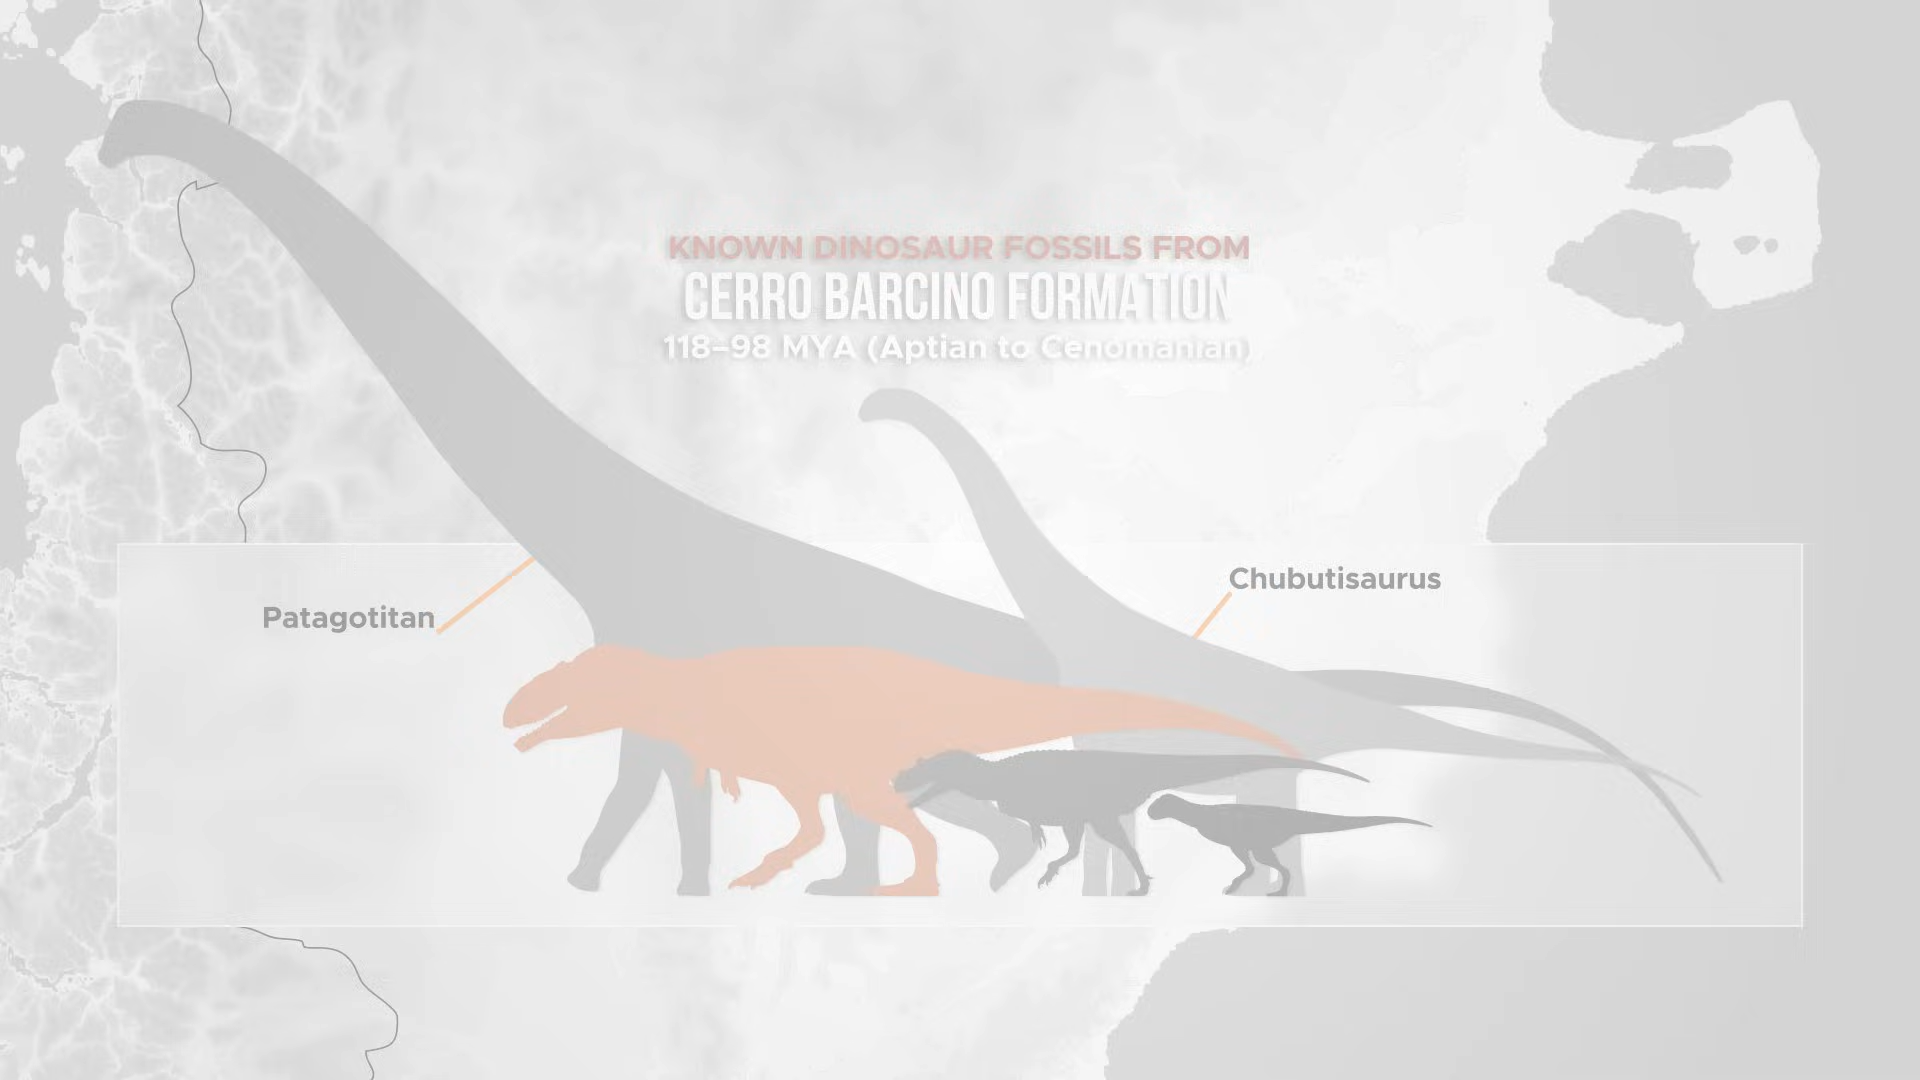 KNOWN DINOSAUR FOSSILS FROM
CERRO BARCINO FORMATION
118–98 MYA (Aptian to Cenomanian)
Chubutisaurus
Patagotitan